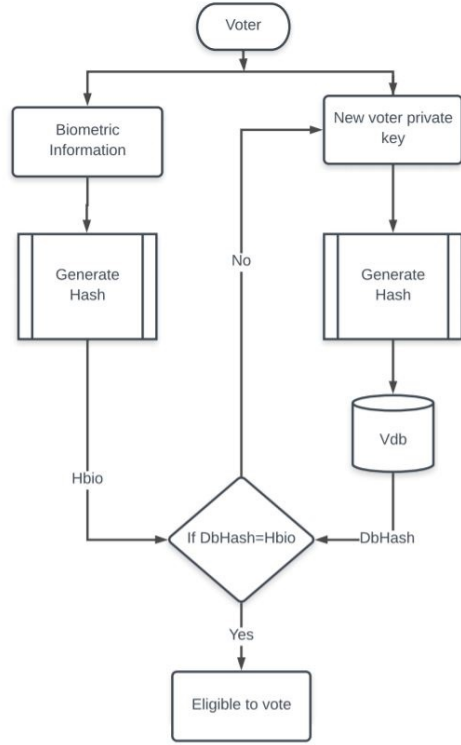 Voter
Biometric
Information
New voter private
key
Generate
Hash
No
Generate
Hash
Vdb
Hbio
If DbHash=Hbio
DbHash
Yes
Eligible to vote